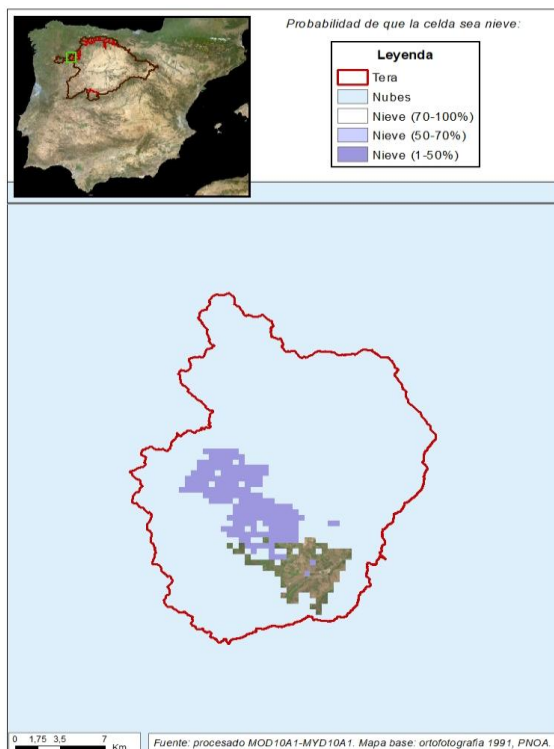 Probabilidad de que la celda sea nieve:
Leyenda
Tera
Nubes
Nieve (70-100%)
Nieve (50-70%)
Nieve (1-50%)
0 1,75 3,5 7
Km
Fuente: procesado MOD10A1-MYD10A1. Mapa base: ortofotografía 1991, PNOA.